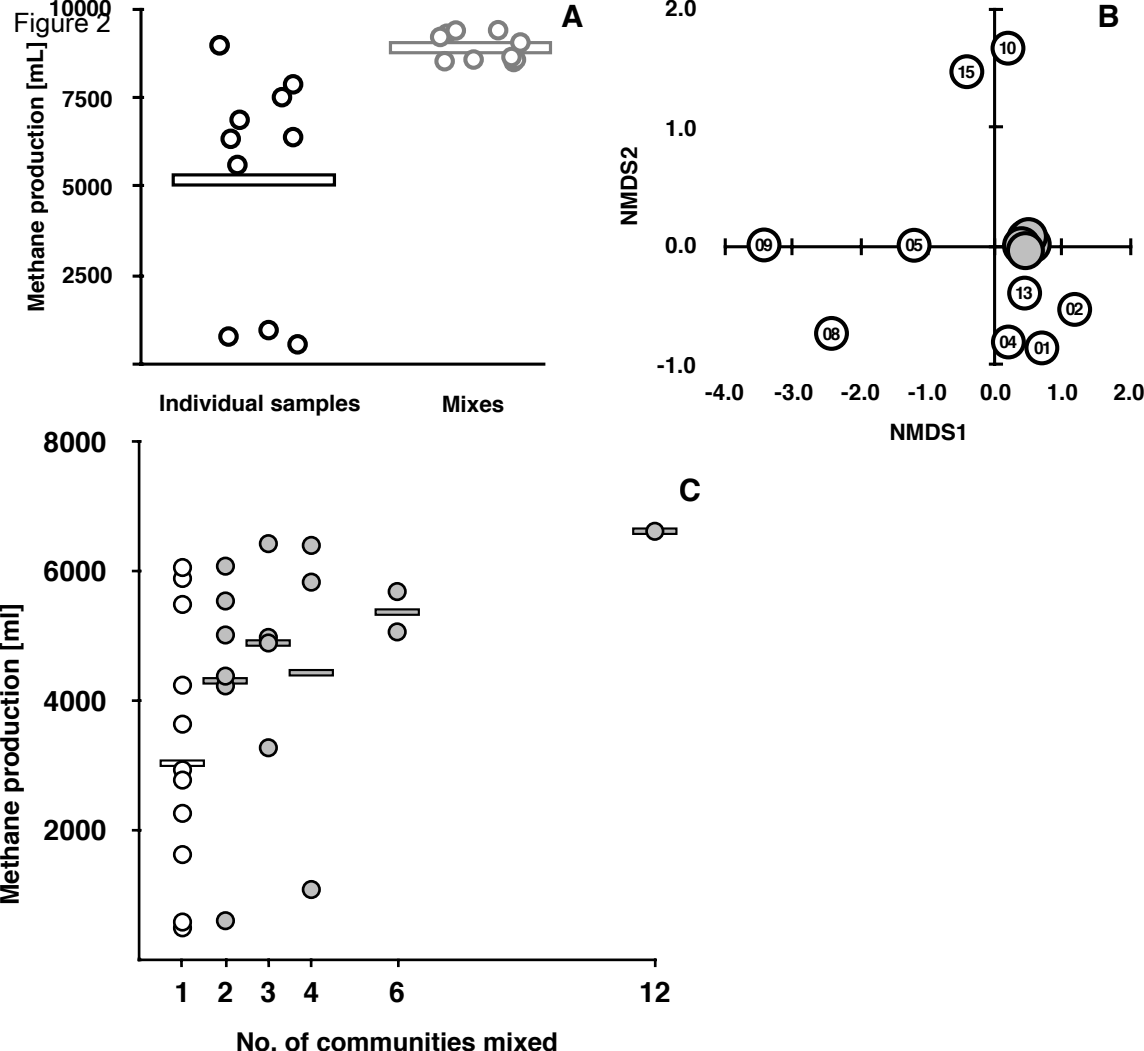 Figure 2
A
10000
7500
5000
2500
Methane production [mL]
Individual samples
Mixes
B
2.0
1.0
0.0
-1.0
NMDS2
10
15
09
05
13
02
08
04
01
-4.0 -3.0 -2.0 -1.0 0.0 1.0 2.0
NMDS1
C
8000
6000
4000
2000
Methane production [ml]
1 2 3 4 6 12
No. of communities mixed